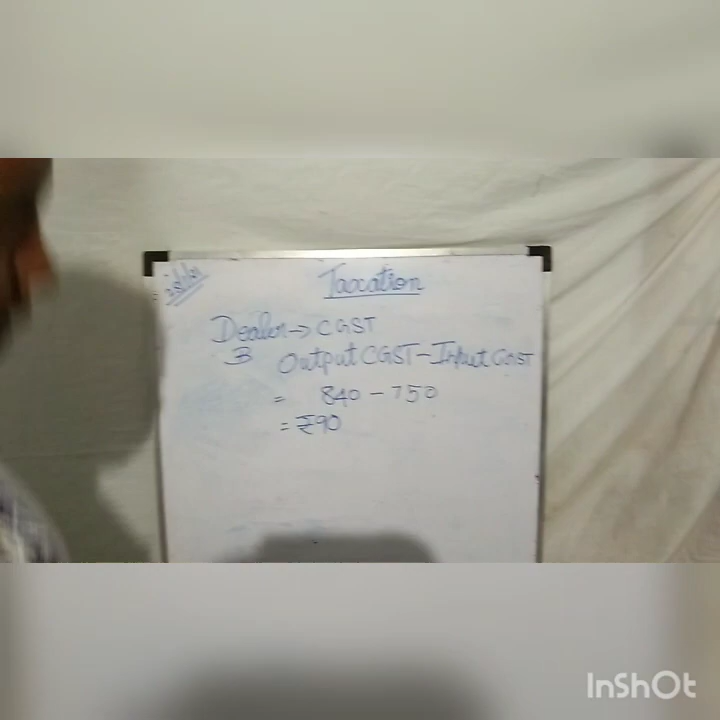 Taxation
Dealer → CGST
B Output CGST - Input CGST
= 840 - 750
= ₹90
InShOt